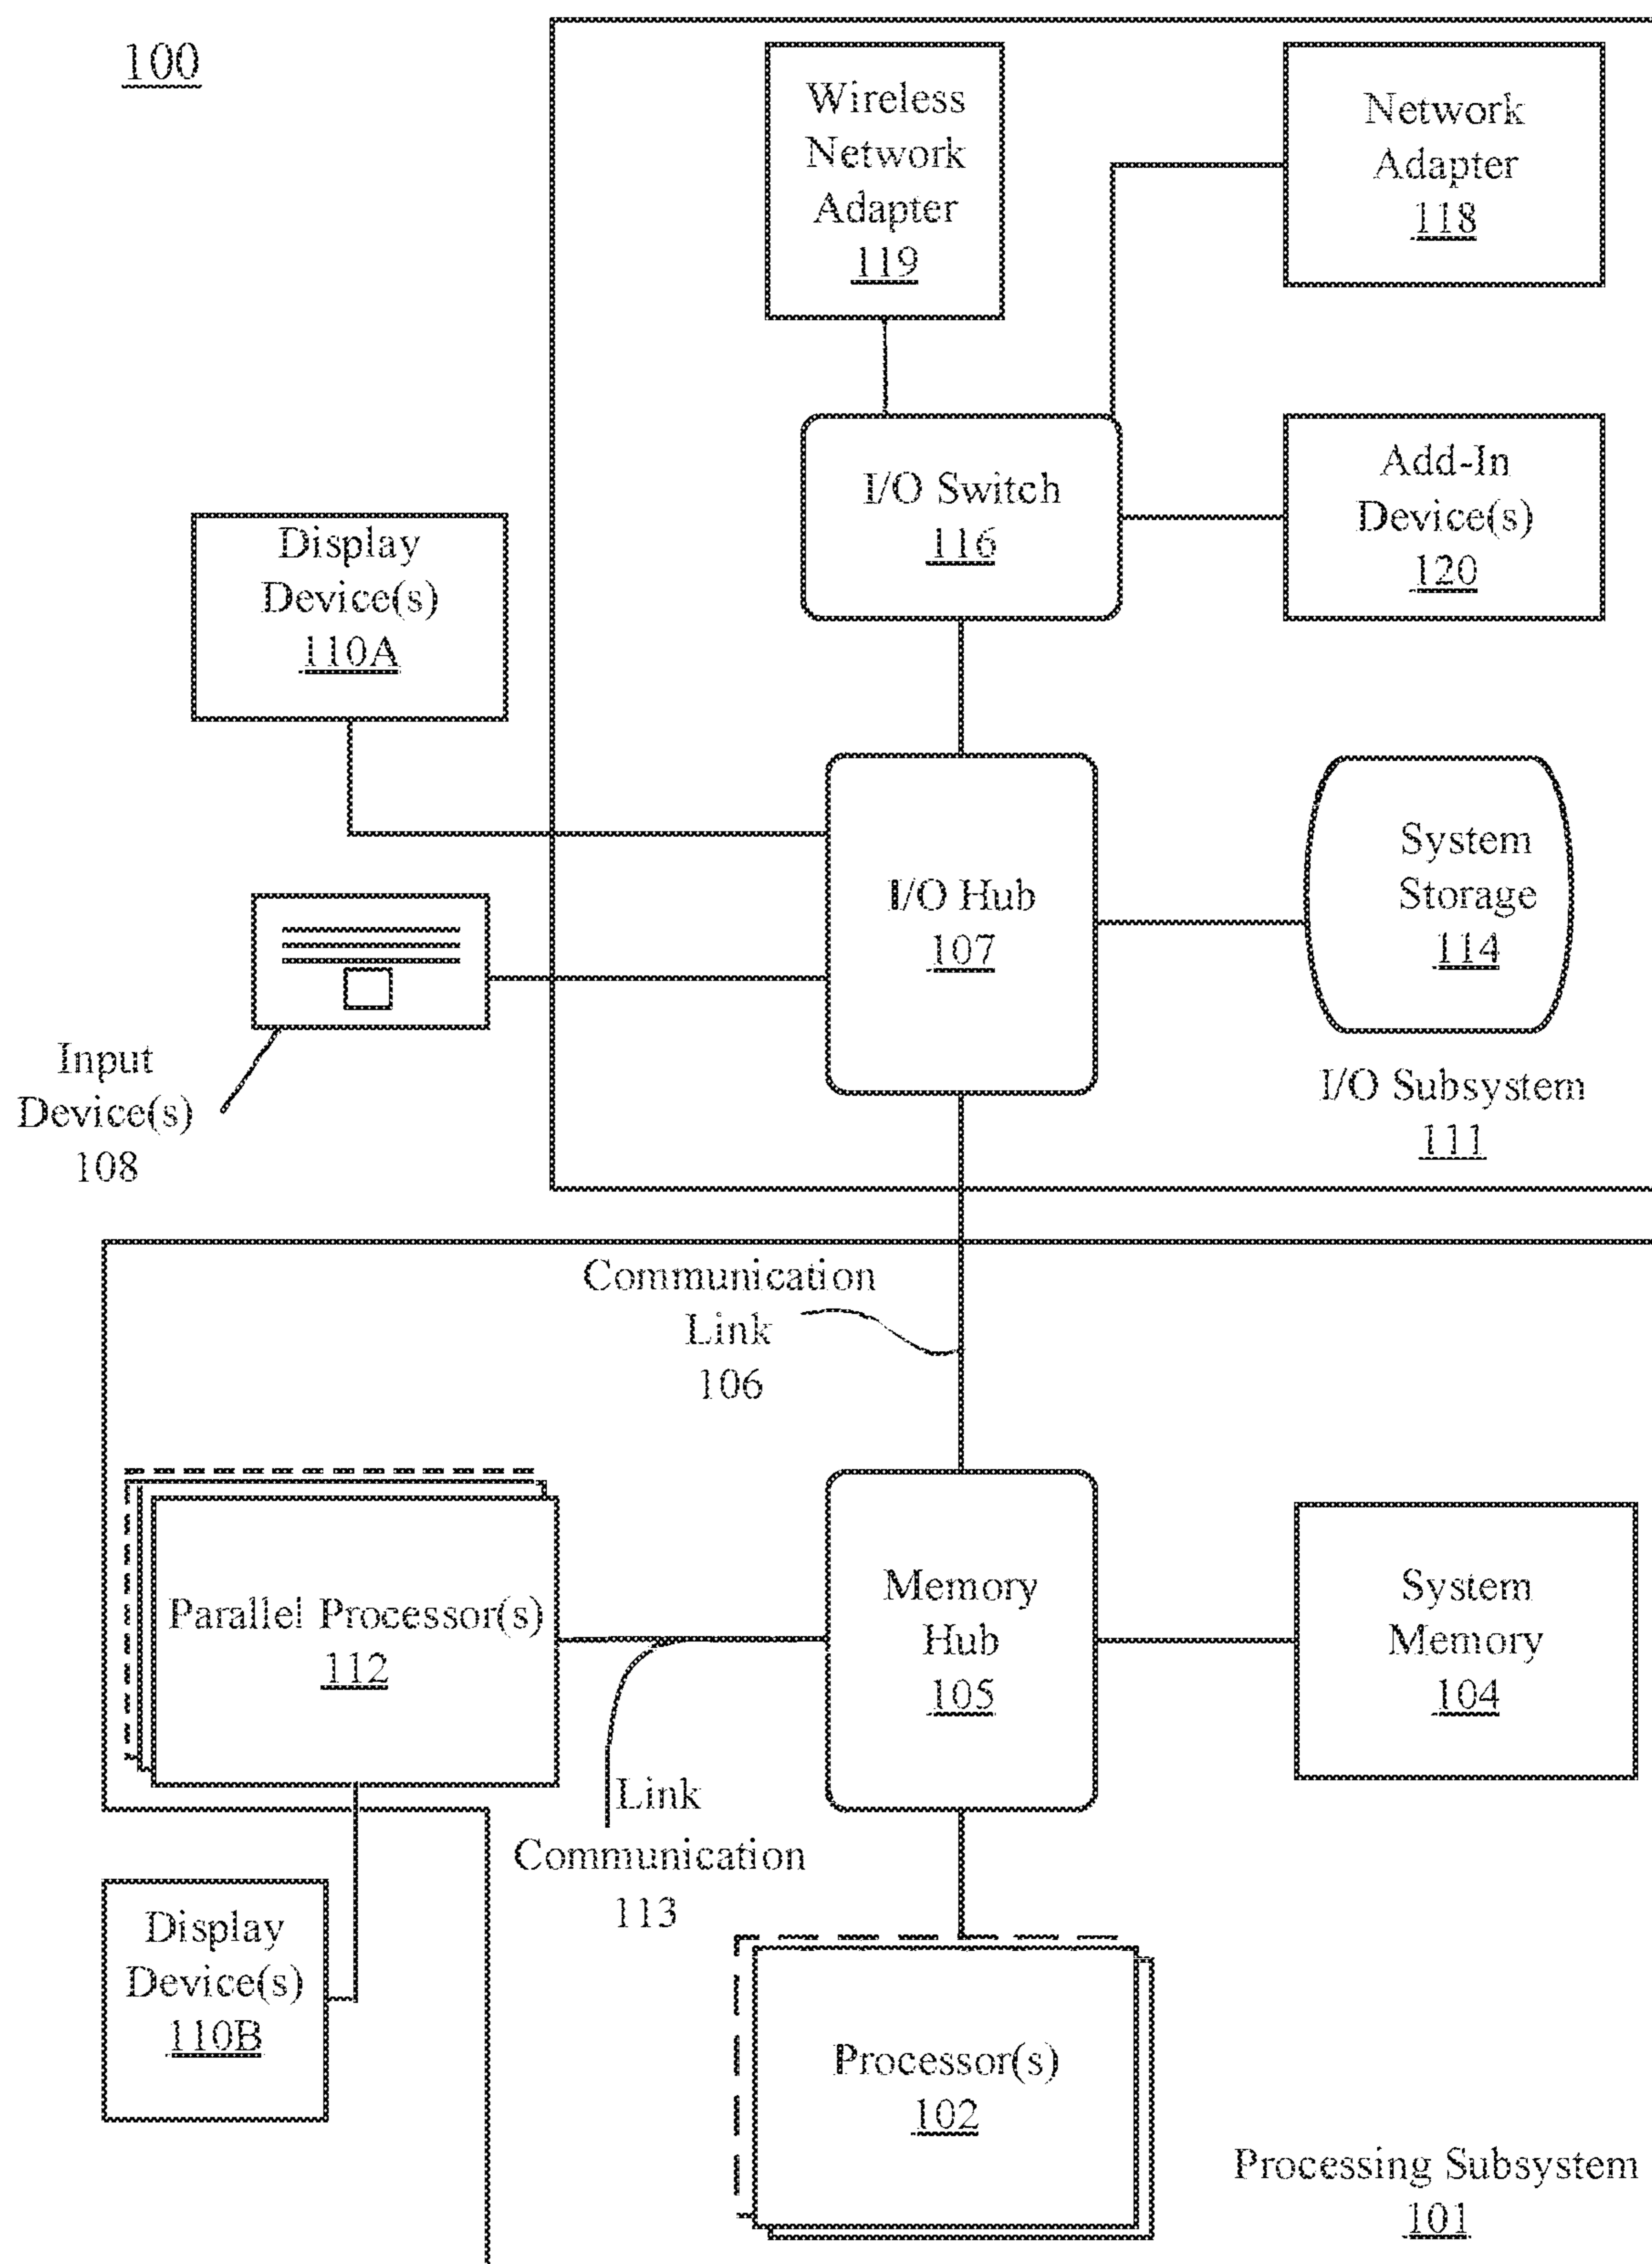 100
Wireless
Network
Adapter
119
Network
Adapter
118
I/O Switch
116
Add-In
Device(s)
120
Display
Device(s)
110A
I/O Hub
107
System
Storage
114
Input
Device(s)
108
I/O Subsystem
111
Communication
Link
106
Parallel Processor(s)
112
Memory
Hub
105
System
Memory
104
Link
Communication
113
Display
Device(s)
110B
Processor(s)
102
Processing Subsystem
101